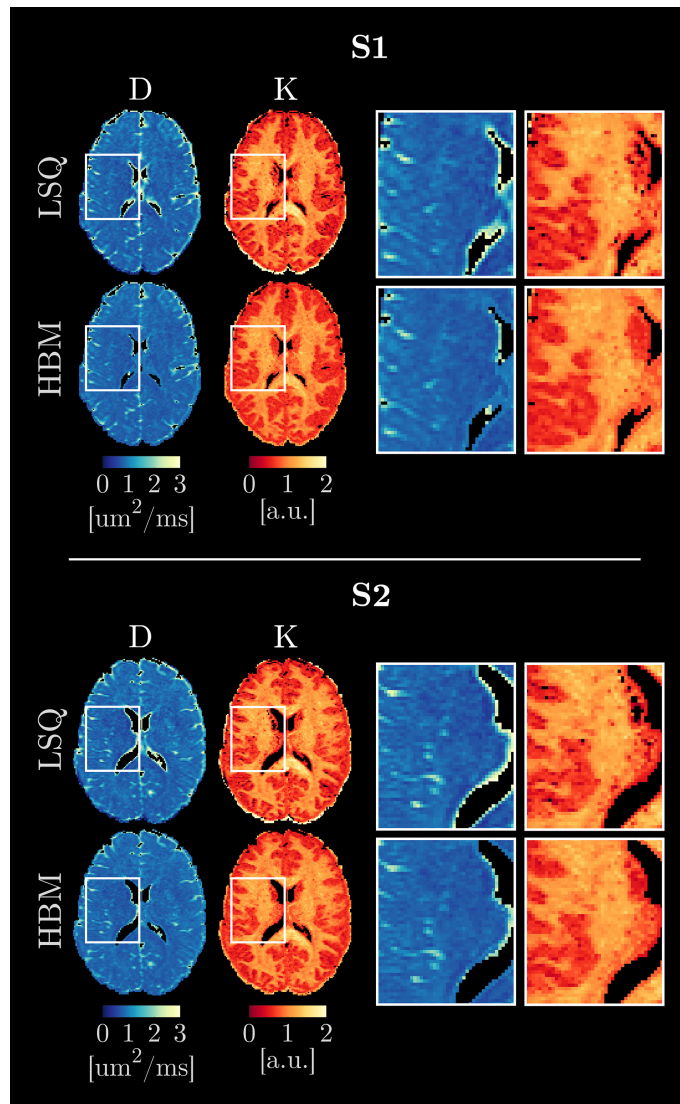 S1
D K
LSQ
HBM
0 1 2 3
[um²/ms]
0 1 2
[a.u.]
S2
D K
LSQ
HBM
0 1 2 3
[um²/ms]
0 1 2
[a.u.]